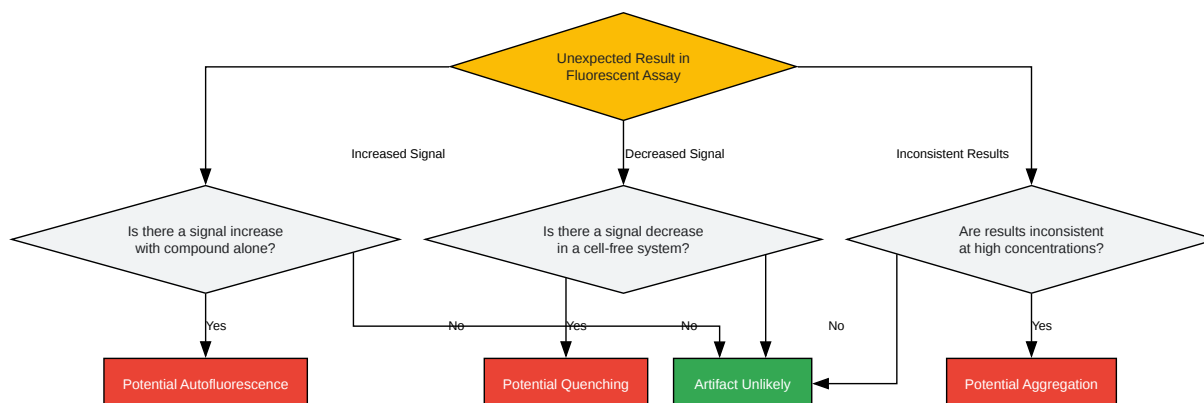 Unexpected Result in
Fluorescent Assay
Increased Signal
Decreased Signal
Inconsistent Results
Is there a signal increase
with compound alone?
Is there a signal decrease
in a cell-free system?
Are results inconsistent
at high concentrations?
Yes
No
Yes
No
No
Yes
Potential Autofluorescence
Potential Quenching
Artifact Unlikely
Potential Aggregation